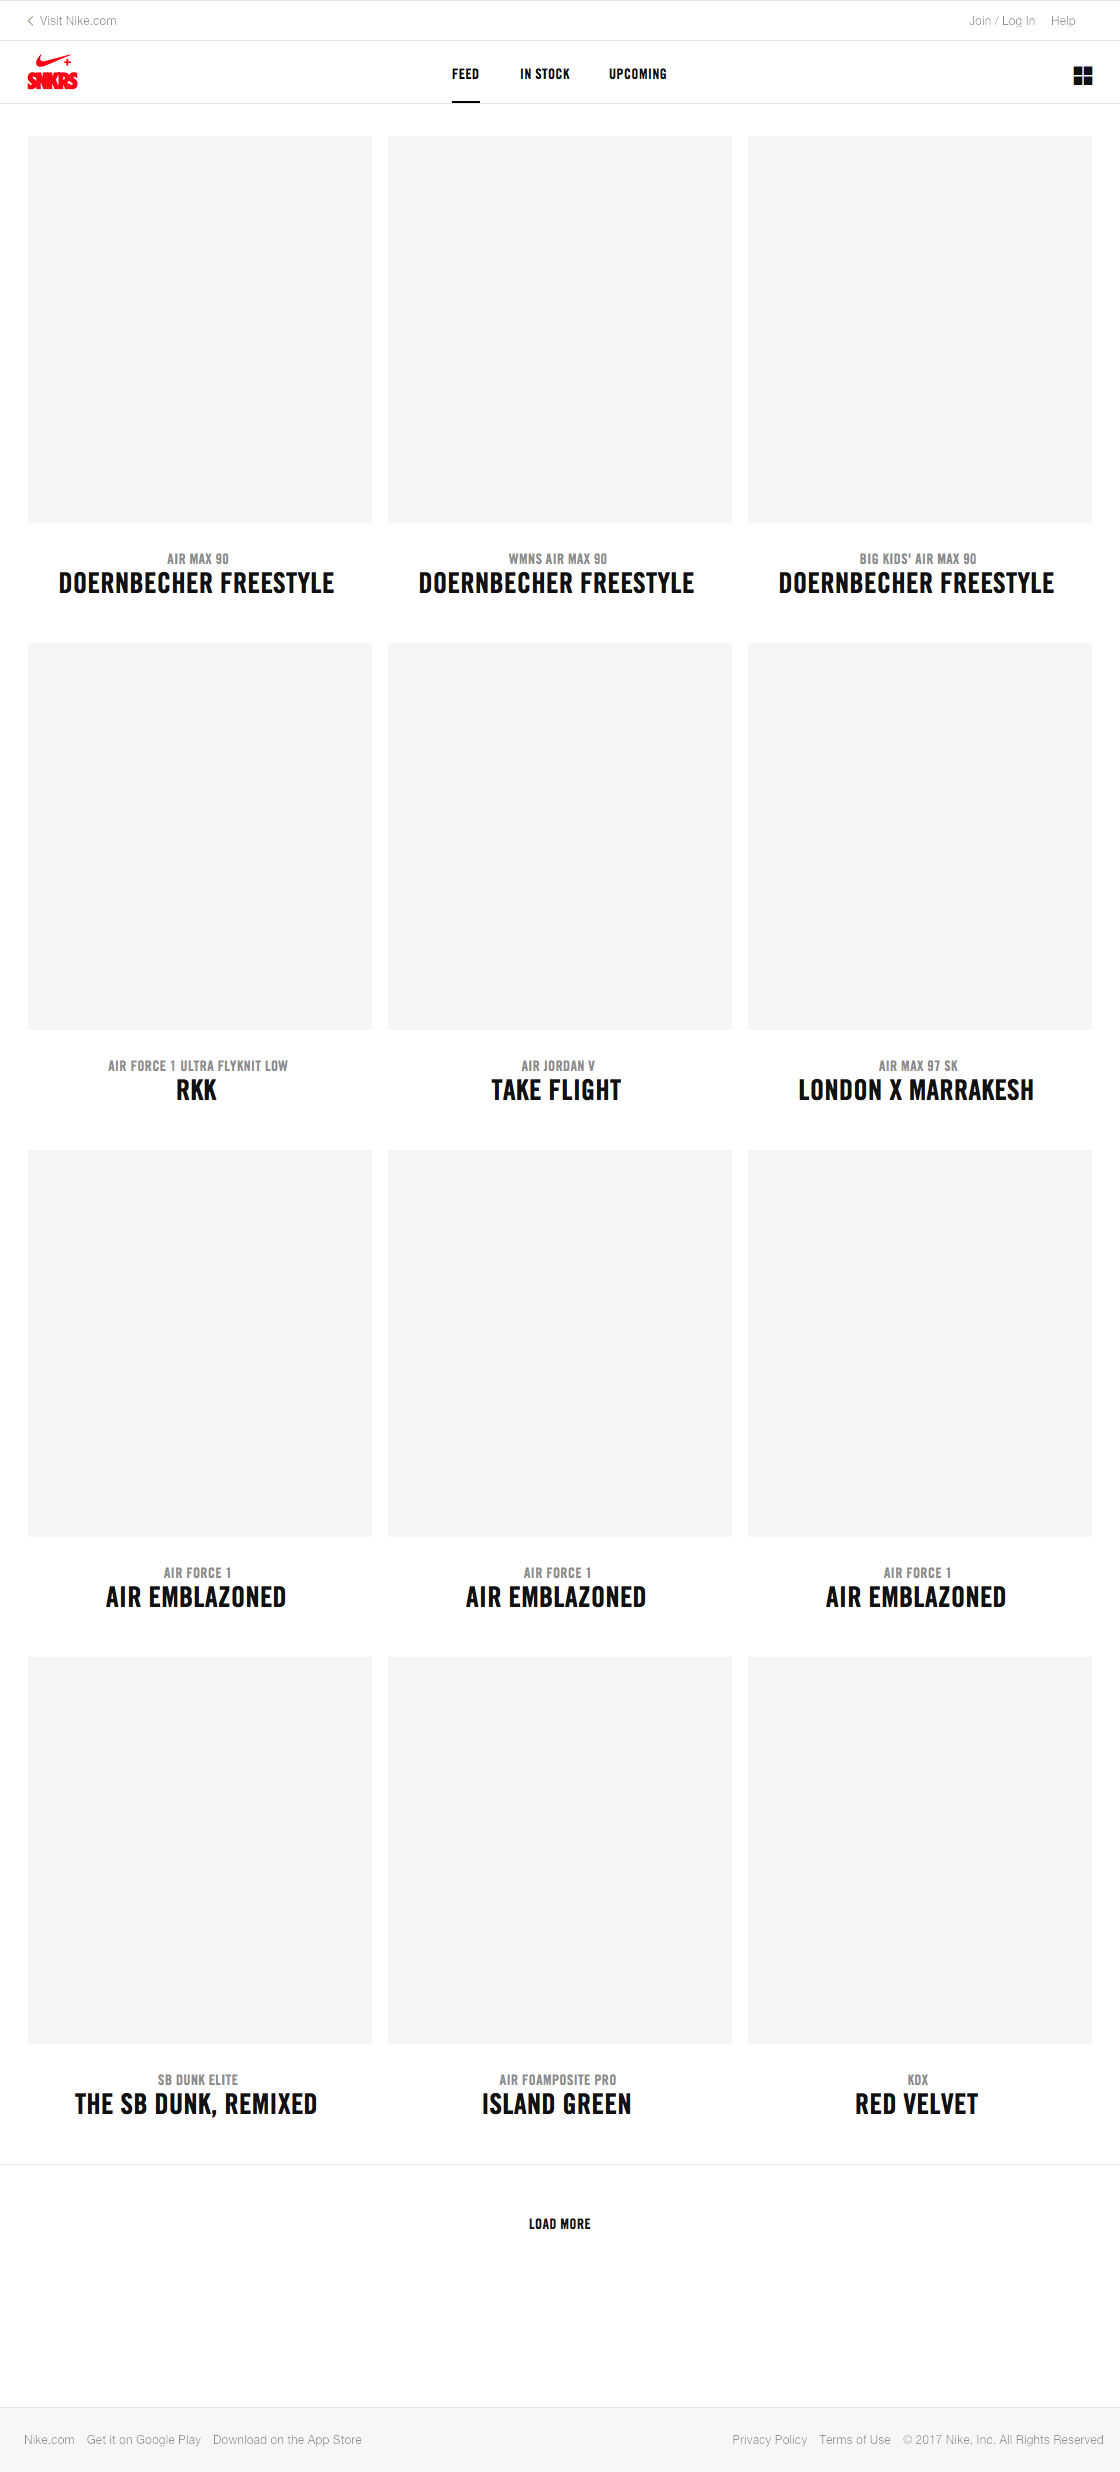 Visit Nike.com
Join / Log In Help
SNKRS
FEED IN STOCK UPCOMING
AIR MAX 90
DOERNBECHER FREESTYLE
WMNS AIR MAX 90
DOERNBECHER FREESTYLE
BIG KIDS' AIR MAX 90
DOERNBECHER FREESTYLE
AIR FORCE 1 ULTRA FLYKNIT LOW
RKK
AIR JORDAN V
TAKE FLIGHT
AIR MAX 97 SK
LONDON X MARRAKESH
AIR FORCE 1
AIR EMBLAZONED
AIR FORCE 1
AIR EMBLAZONED
AIR FORCE 1
AIR EMBLAZONED
SB DUNK ELITE
THE SB DUNK, REMIXED
AIR FOAMPOSITE PRO
ISLAND GREEN
KDX
RED VELVET
LOAD MORE
Nike.com Get it on Google Play Download on the App Store
Privacy Policy Terms of Use © 2017 Nike, Inc. All Rights Reserved